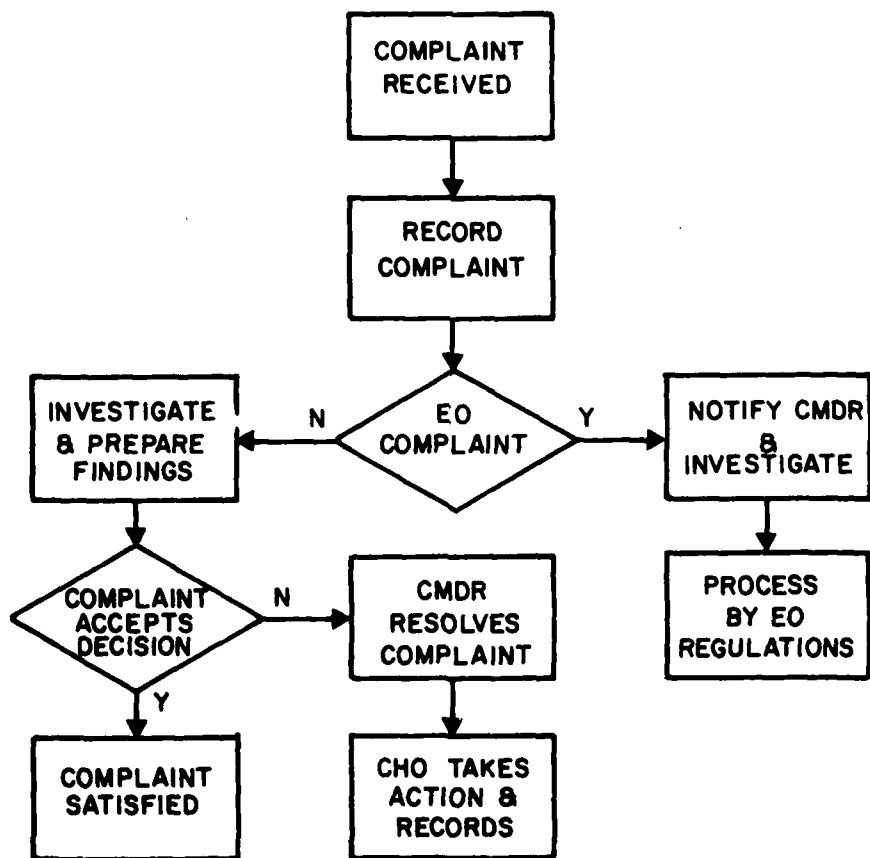 COMPLAINT
RECEIVED
RECORD
COMPLAINT
EO
COMPLAINT
N
Y
INVESTIGATE
& PREPARE
FINDINGS
NOTIFY CMDR
&
INVESTIGATE
COMPLAINT
ACCEPTS
DECISION
N
Y
CMDR
RESOLVES
COMPLAINT
PROCESS
BY EO
REGULATIONS
COMPLAINT
SATISFIED
CHO TAKES
ACTION &
RECORDS